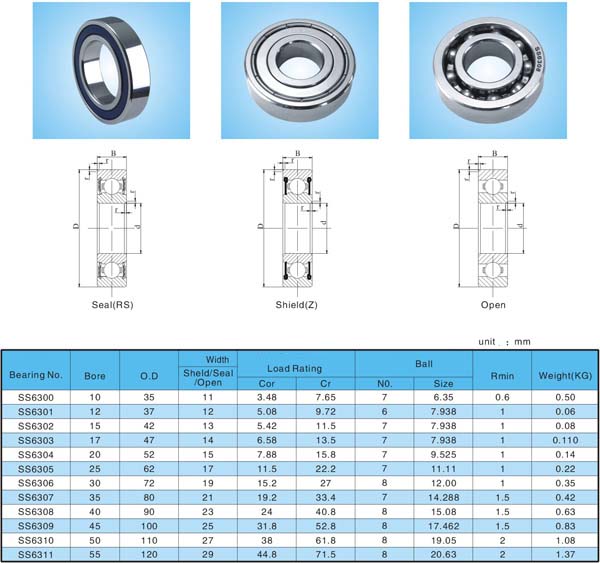 SS6308
B
r
r
r
D
d
B
r
r
r
D
d
B
r
r
r
D
d
Seal(RS)
Shield(Z)
Open
unit : mm
Bearing No. Bore O.D Width Sheld/Seal/Open Load Rating Cor Cr Ball N0. Size Rmin Weight(KG)
SS6300 10 35 11 3.48 7.65 7 6.35 0.6 0.50
SS6301 12 37 12 5.08 9.72 6 7.938 1 0.06
SS6302 15 42 13 5.42 11.5 7 7.938 1 0.08
SS6303 17 47 14 6.58 13.5 7 7.938 1 0.110
SS6304 20 52 15 7.88 15.8 7 9.525 1 0.14
SS6305 25 62 17 11.5 22.2 7 11.11 1 0.22
SS6306 30 72 19 15.2 27 8 12.00 1 0.35
SS6307 35 80 21 19.2 33.4 7 14.288 1.5 0.42
SS6308 40 90 23 24 40.8 8 15.08 1.5 0.63
SS6309 45 100 25 31.8 52.8 8 17.462 1.5 0.83
SS6310 50 110 27 38 61.8 8 19.05 2 1.08
SS6311 55 120 29 44.8 71.5 8 20.63 2 1.37